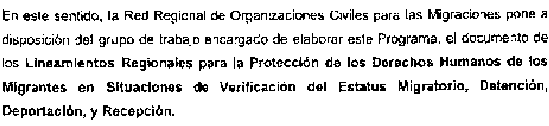 En este sentido, la Red Regional de Organizaciones Civiles para las Migraciones pone a
disposición del grupo de trabajo encargado de elaborar este Programa, el documento de
los Lineamientos Regionales para la Protección de los Derechos Humanos de los
Migrantes en Situaciones de Verificación del Estatus Migratorio, Detención,
Deportación, y Recepción.